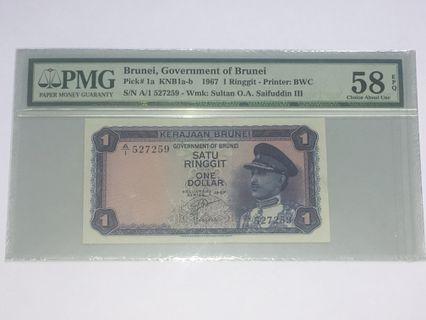 PMG
PAPER MONEY GUARANTY
Brunei, Government of Brunei
Pick# 1a KNB1a-b 1967 1 Ringgit - Printer: BWC
S/N A/1 527259 - Wmk: Sultan O.A. Saifuddin III
58 EPQ
Choice About Unc
KERAJAAN BRUNEI
GOVERNMENT OF BRUNEI
A/1 527259
SATU
RINGGIT
ONE
DOLLAR
1
1
1
1
A/1 527259